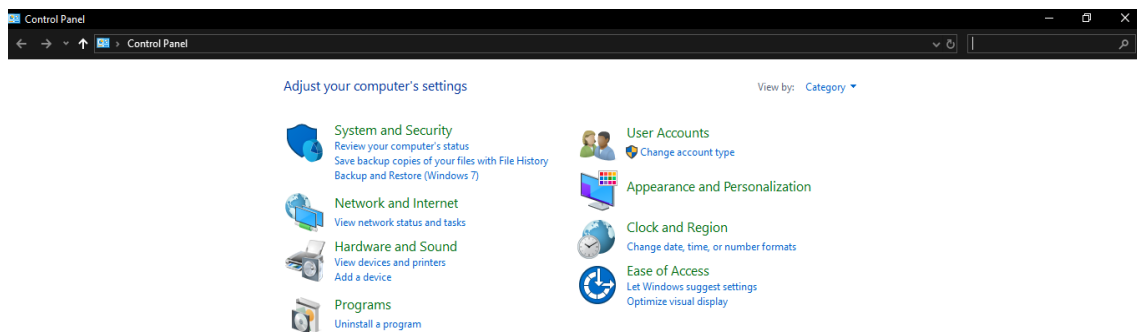 Control Panel
Control Panel
Adjust your computer's settings
View by: Category
System and Security
Review your computer's status
Save backup copies of your files with File History
Backup and Restore (Windows 7)
Network and Internet
View network status and tasks
Hardware and Sound
View devices and printers
Add a device
Programs
Uninstall a program
User Accounts
Change account type
Appearance and Personalization
Clock and Region
Change date, time, or number formats
Ease of Access
Let Windows suggest settings
Optimize visual display